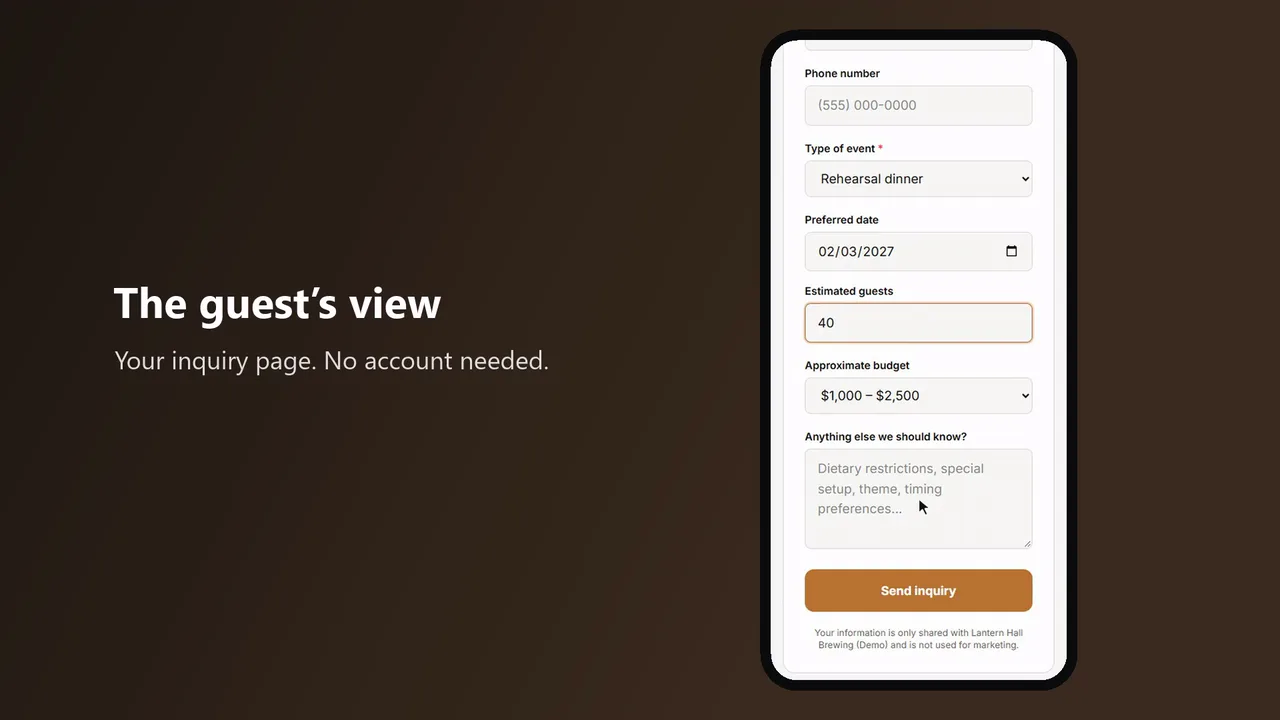 The guest’s view
Your inquiry page. No account needed.
Phone number
(555) 000-0000
Type of event *
Rehearsal dinner
Preferred date
02/03/2027
Estimated guests
40
Approximate budget
$1,000 – $2,500
Anything else we should know?
Dietary restrictions, special
setup, theme, timing
preferences...
Send inquiry
Your information is only shared with Lantern Hall
Brewing (Demo) and is not used for marketing.